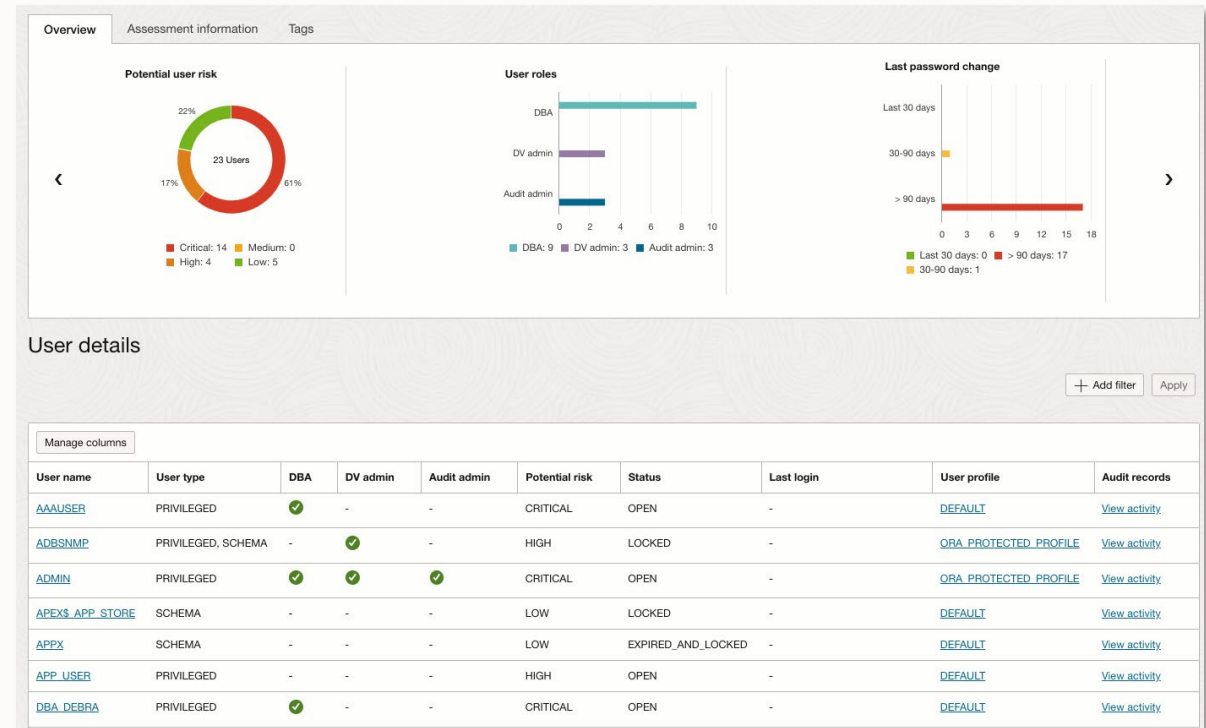 Overview Assessment information Tags
Potential user risk
22%
23 Users
17%
61%
Critical: 14 Medium: 0
High: 4 Low: 5
User roles
DBA
DV admin
Audit admin
0 2 4 6 8 10
DBA: 9 DV admin: 3 Audit admin: 3
Last password change
Last 30 days
30-90 days
> 90 days
0 3 6 9 12 15 18
Last 30 days: 0 > 90 days: 17
30-90 days: 1
User details
Add filter Apply
Manage columns
User name User type DBA DV admin Audit admin Potential risk Status Last login User profile Audit records
AAAUSER PRIVILEGED - - CRITICAL OPEN - DEFAULT View activity
ADBSNMP PRIVILEGED, SCHEMA - - HIGH LOCKED - ORA_PROTECTED_PROFILE View activity
ADMIN PRIVILEGED CRITICAL OPEN - ORA_PROTECTED_PROFILE View activity
APEX$_APP_STORE SCHEMA - - - LOW LOCKED - DEFAULT View activity
APPX SCHEMA - - - LOW EXPIRED_AND_LOCKED - DEFAULT View activity
APP_USER PRIVILEGED - - - HIGH OPEN - DEFAULT View activity
DBA_DEBRA PRIVILEGED - - CRITICAL OPEN - DEFAULT View activity